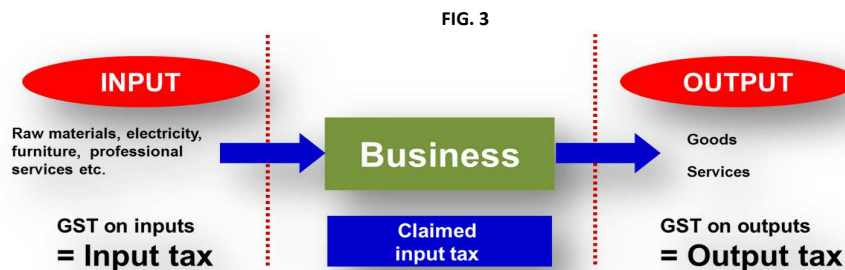 FIG. 3
INPUT
OUTPUT
Raw materials, electricity,
furniture, professional
services etc.
Business
Goods
Services
GST on inputs
= Input tax
Claimed
input tax
GST on outputs
= Output tax